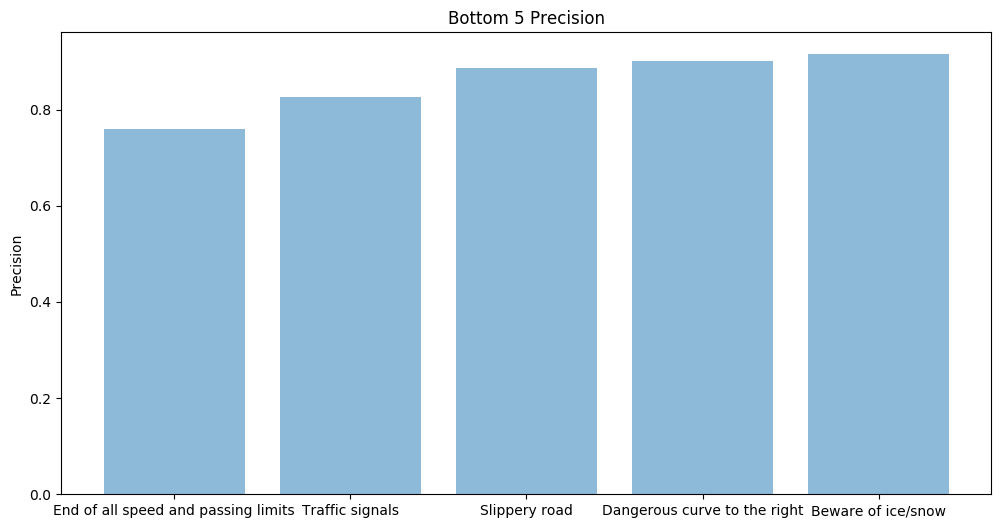 Bottom 5 Precision
Precision
0.8
0.6
0.4
0.2
0.0
End of all speed and passing limits Traffic signals Slippery road Dangerous curve to the right Beware of ice/snow